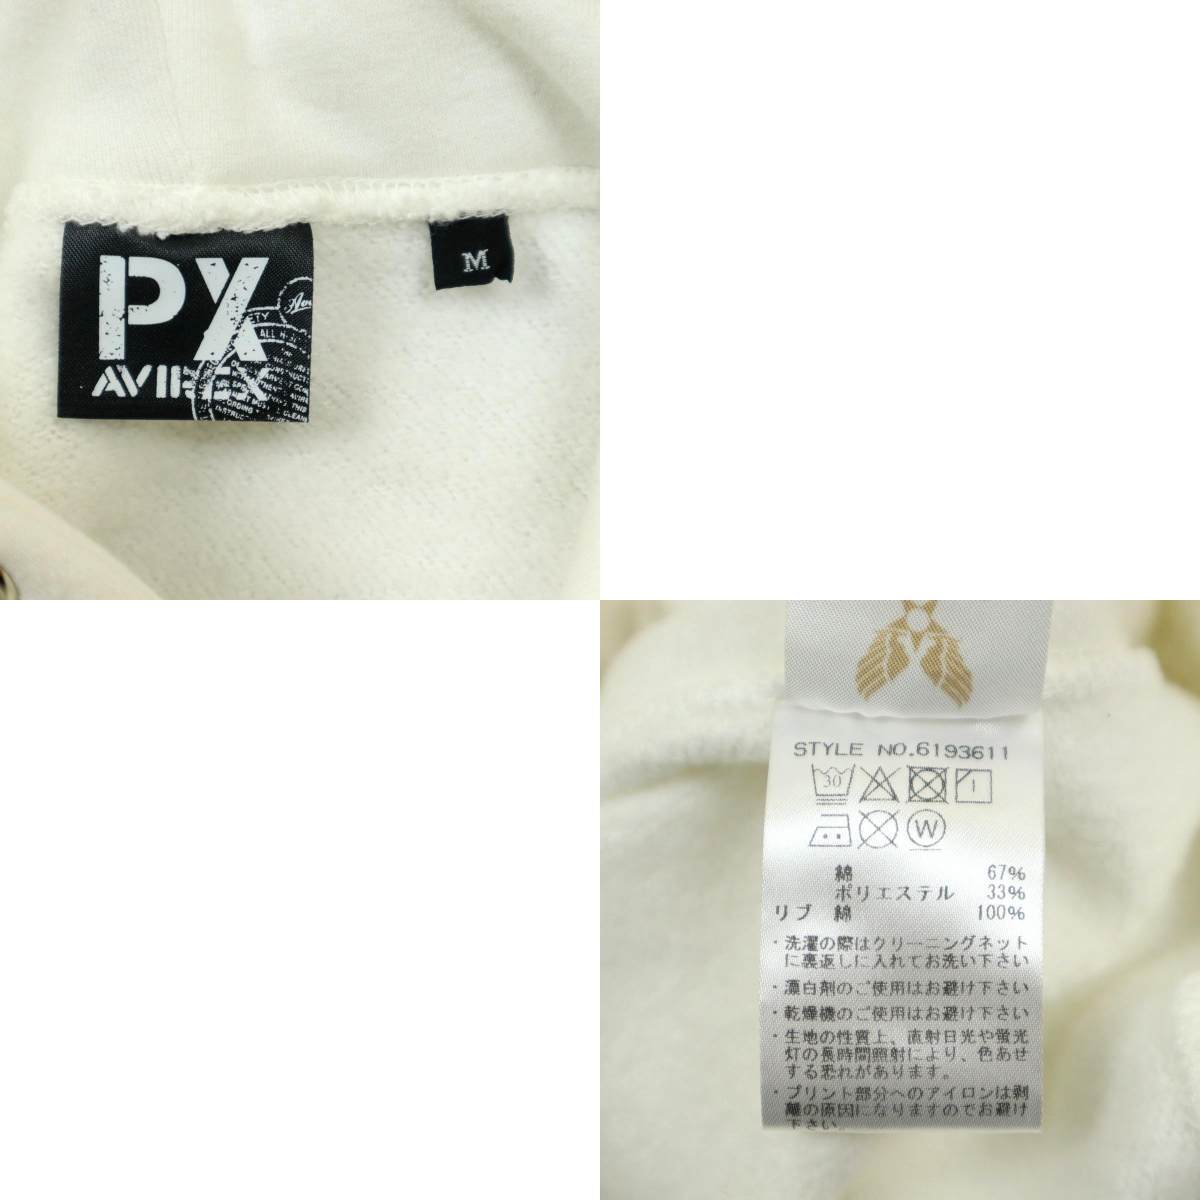 PX
AVIREX
M
ETY
ALL
STYLE NO.6193611
30
W
綿 67%
ポリエステル 33%
リブ 綿 100%
・洗濯の際はクリーニングネット
に裏返しに入れてお洗い下さい
・漂白剤のご使用はお避け下さい
・乾燥機のご使用はお避け下さい
・生地の性質上、直射日光や蛍光
灯の長時間照射により、色あせ
する恐れがあります。
・プリント部分へのアイロンは剥
離の原因になりますのでお避け
下さい。